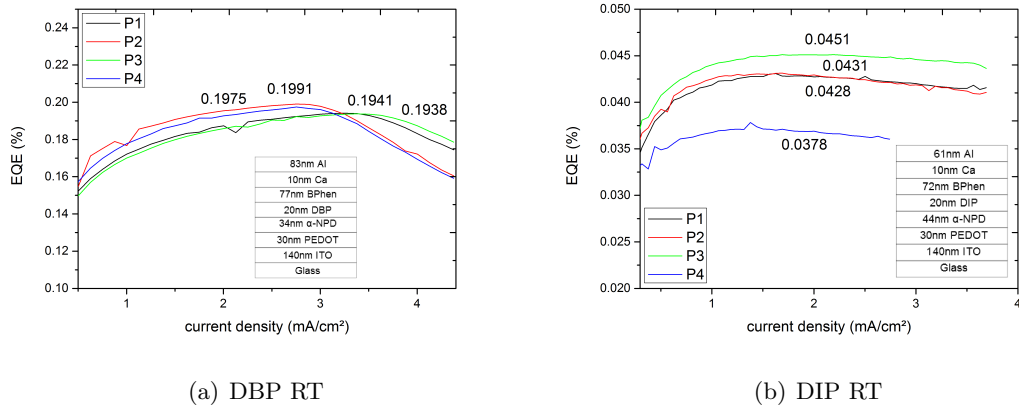 P1
P2
P3
P4
0.25
0.22
0.20
0.18
0.16
0.14
0.12
0.10
EQE (%)
0.1975
0.1991
0.1941
0.1938
83nm Al
10nm Ca
77nm BPhen
20nm DBP
34nm α-NPD
30nm PEDOT
140nm ITO
Glass
1
2
3
4
current density (mA/cm²)
(a) DBP RT
0.050
0.045
0.040
0.035
0.030
0.025
0.020
EQE (%)
0.0451
0.0431
0.0428
0.0378
P1
P2
P3
P4
61nm Al
10nm Ca
72nm BPhen
20nm DIP
44nm α-NPD
30nm PEDOT
140nm ITO
Glass
1
2
3
4
current density (mA/cm²)
(b) DIP RT